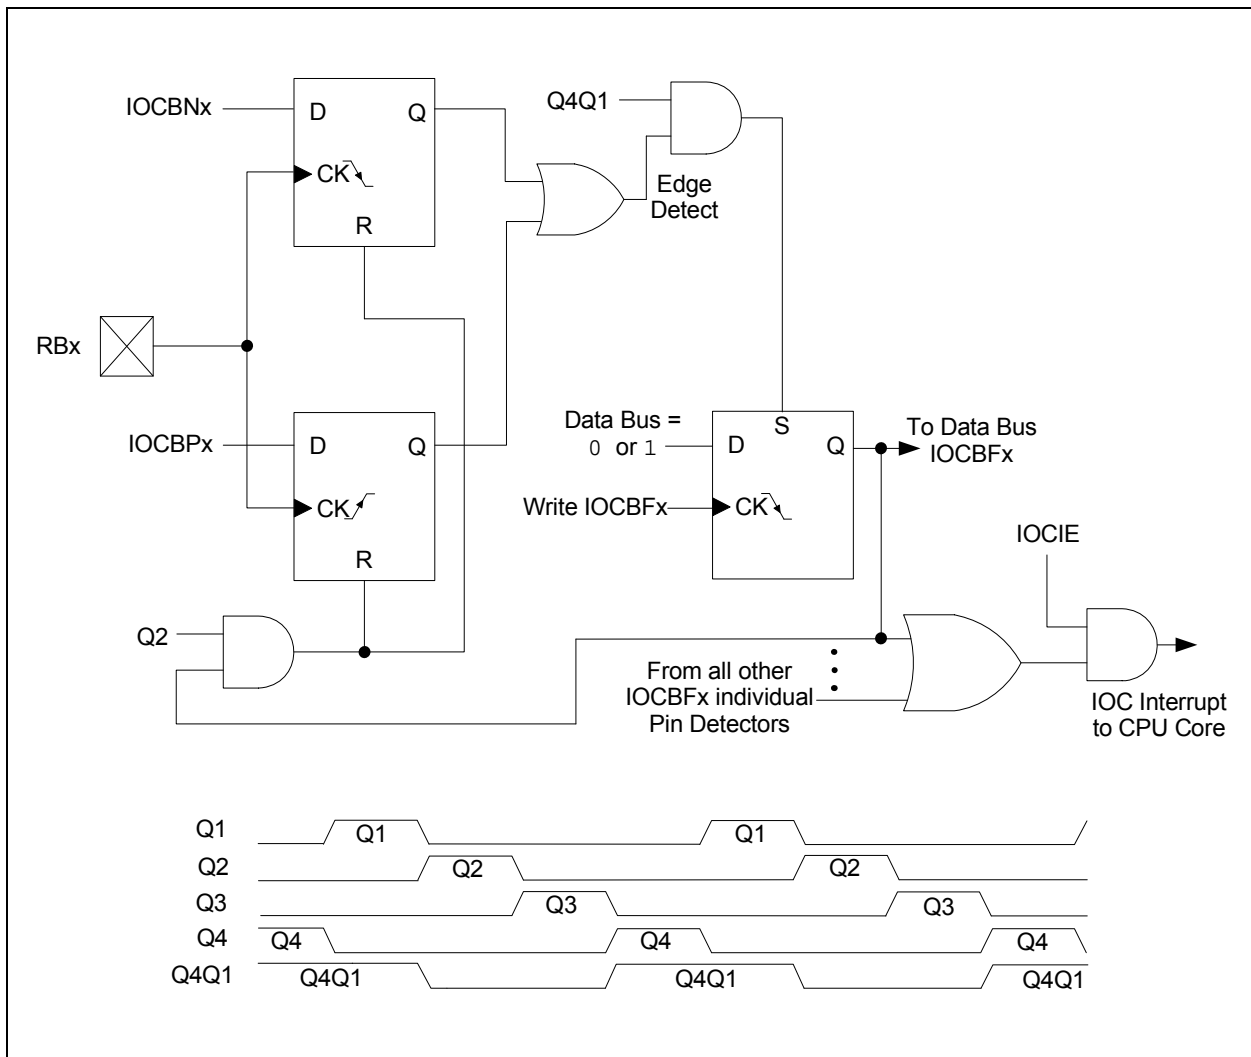 IOCBNx
D
Q
CK
R
Q4Q1
Edge
Detect
RBx
IOCBPx
D
Q
CK
R
Data Bus =
0 or 1
S
D
Q
To Data Bus
IOCBFx
Write IOCBFx
CK
IOCIE
Q2
From all other
IOCBFx individual
Pin Detectors
IOC Interrupt
to CPU Core
Q1 Q1 Q1
Q2 Q2 Q2
Q3 Q3 Q3
Q4 Q4 Q4 Q4
Q4Q1 Q4Q1 Q4Q1 Q4Q1